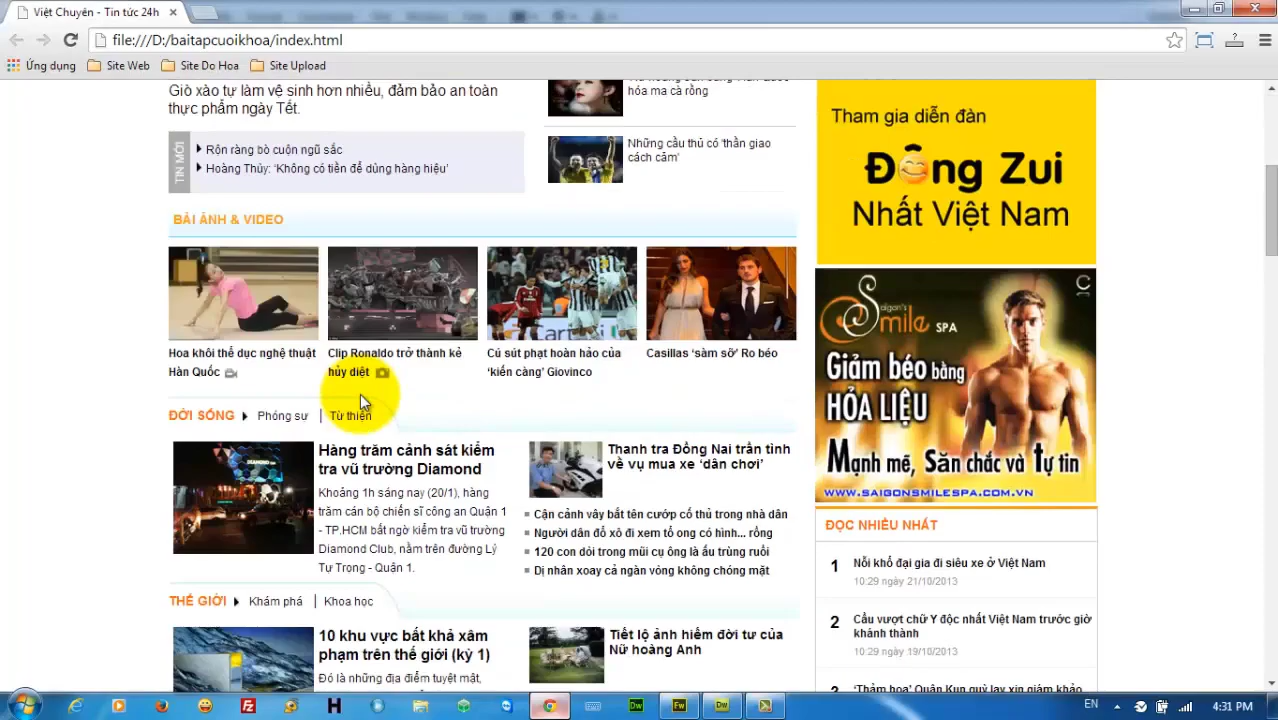 Việt Chuyên - Tin tức 24h
file:///D:/baitapcuoikhoa/index.html
Ứng dụng
Site Web
Site Do Hoa
Site Upload
Giò xào tự làm vệ sinh hơn nhiều, đảm bảo an toàn
thực phẩm ngày Tết.
TIN MỚI
Rộn ràng bò cuộn ngũ sắc
Hoàng Thùy: ‘Không có tiền để dùng hàng hiệu’
hóa ma cà rồng
Những cầu thủ có ‘thần giao
cách cảm’
BÀI ẢNH & VIDEO
Hoa khôi thể dục nghệ thuật
Hàn Quốc
Clip Ronaldo trở thành kẻ
hủy diệt
Cú sút phạt hoàn hảo của
‘kiến càng’ Giovinco
Casillas ‘sàm sỡ’ Ro béo
ĐỜI SỐNG
Phóng sự
Từ thiện
Hàng trăm cảnh sát kiểm
tra vũ trường Diamond
Khoảng 1h sáng nay (20/1), hàng
trăm cán bộ chiến sĩ công an Quận 1
- TP.HCM bất ngờ kiểm tra vũ trường
Diamond Club, nằm trên đường Lý
Tự Trọng - Quận 1.
Thanh tra Đồng Nai trần tình
về vụ mua xe ‘dân chơi’
Cận cảnh vây bắt tên cướp cố thủ trong nhà dân
Người dân đổ xô đi xem tổ ong có hình... rồng
120 con dòi trong mũi cụ ông là ấu trùng ruồi
Dị nhân xoay cả ngàn vòng không chóng mặt
THẾ GIỚI
Khám phá
Khoa học
10 khu vực bất khả xâm
phạm trên thế giới (kỳ 1)
Đó là những địa điểm tuyệt mật,
Tiết lộ ảnh hiếm đời tư của
Nữ hoàng Anh
Tham gia diễn đàn
Đông Zui
Nhất Việt Nam
Saigon's
Smile SPA
Giảm béo bằng
HÓA LIỆU
Mạnh mẽ, Săn chắc và tự tin
WWW.SAIGONSMILESPA.COM.VN
ĐỌC NHIỀU NHẤT
1
Nỗi khổ đại gia đi siêu xe ở Việt Nam
10:29 ngày 21/10/2013
2
Cầu vượt chữ Y độc nhất Việt Nam trước giờ
khánh thành
10:29 ngày 19/10/2013
‘Thảm họa’ Quân Kun quỳ lạy xin giảm khảo
EN
4:31 PM